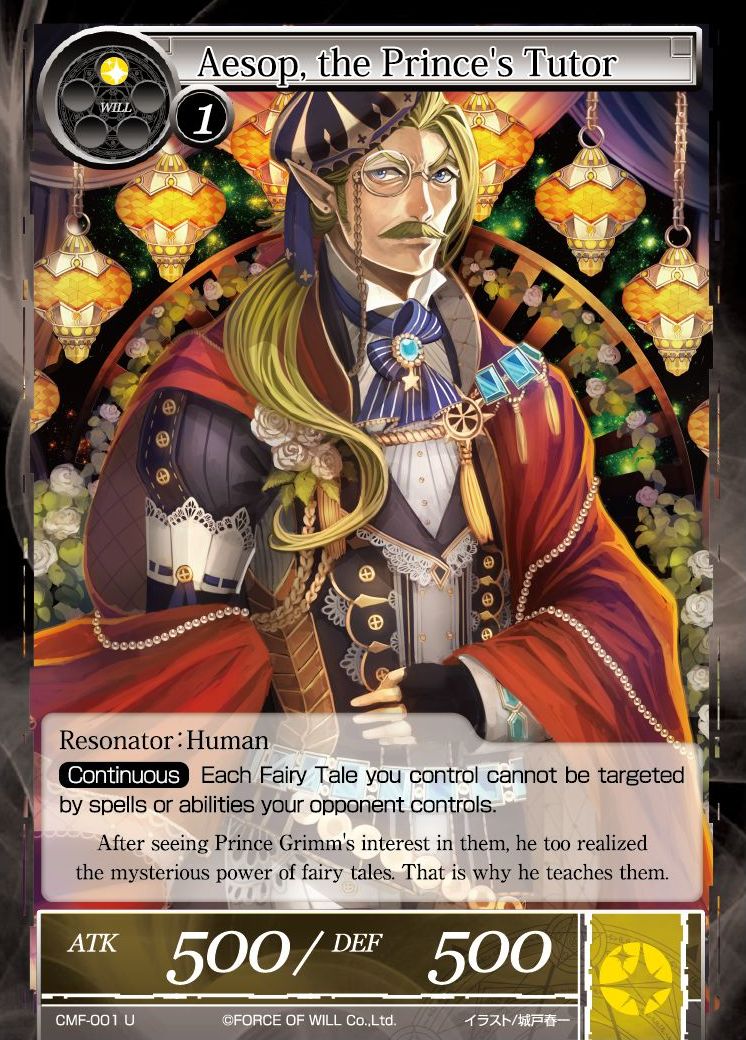 Aesop, the Prince's Tutor
WILL
1
Resonator:Human
Continuous Each Fairy Tale you control cannot be targeted
by spells or abilities your opponent controls.
After seeing Prince Grimm's interest in them, he too realized
the mysterious power of fairy tales. That is why he teaches them.
ATK 500 / DEF 500
CMF-001 U ©FORCE OF WILL Co.,Ltd. イラスト/城戸春一